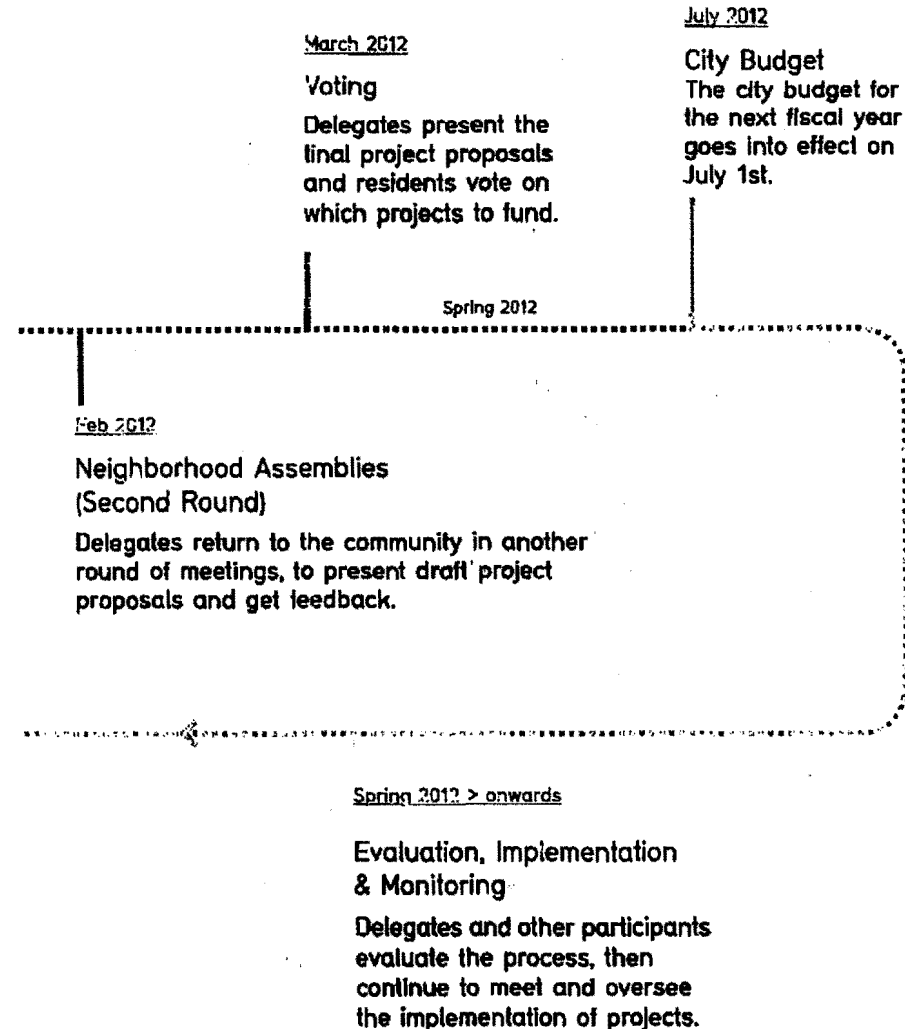 July 2012
City Budget
The city budget for
the next fiscal year
goes into effect on
July 1st.
March 2012
Voting
Delegates present the
final project proposals
and residents vote on
which projects to fund.
Spring 2012
Feb 2012
Neighborhood Assemblies
(Second Round)
Delegates return to the community in another
round of meetings, to present draft project
proposals and get feedback.
Spring 2012 > onwards
Evaluation, Implementation
& Monitoring
Delegates and other participants
evaluate the process, then
continue to meet and oversee
the implementation of projects.